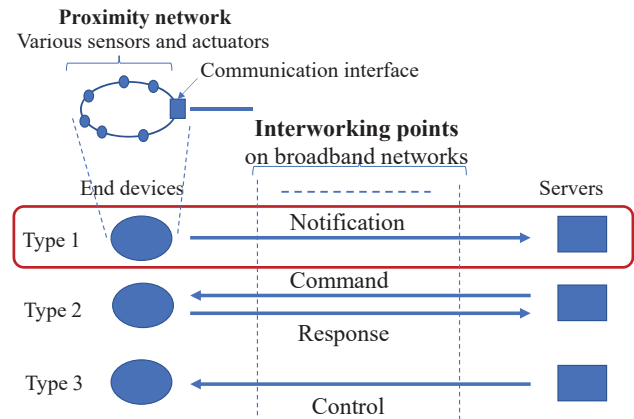 Proximity network
Various sensors and actuators
Communication interface
Interworking points
on broadband networks
End devices
Servers
Type 1
Notification
Command
Type 2
Response
Type 3
Control